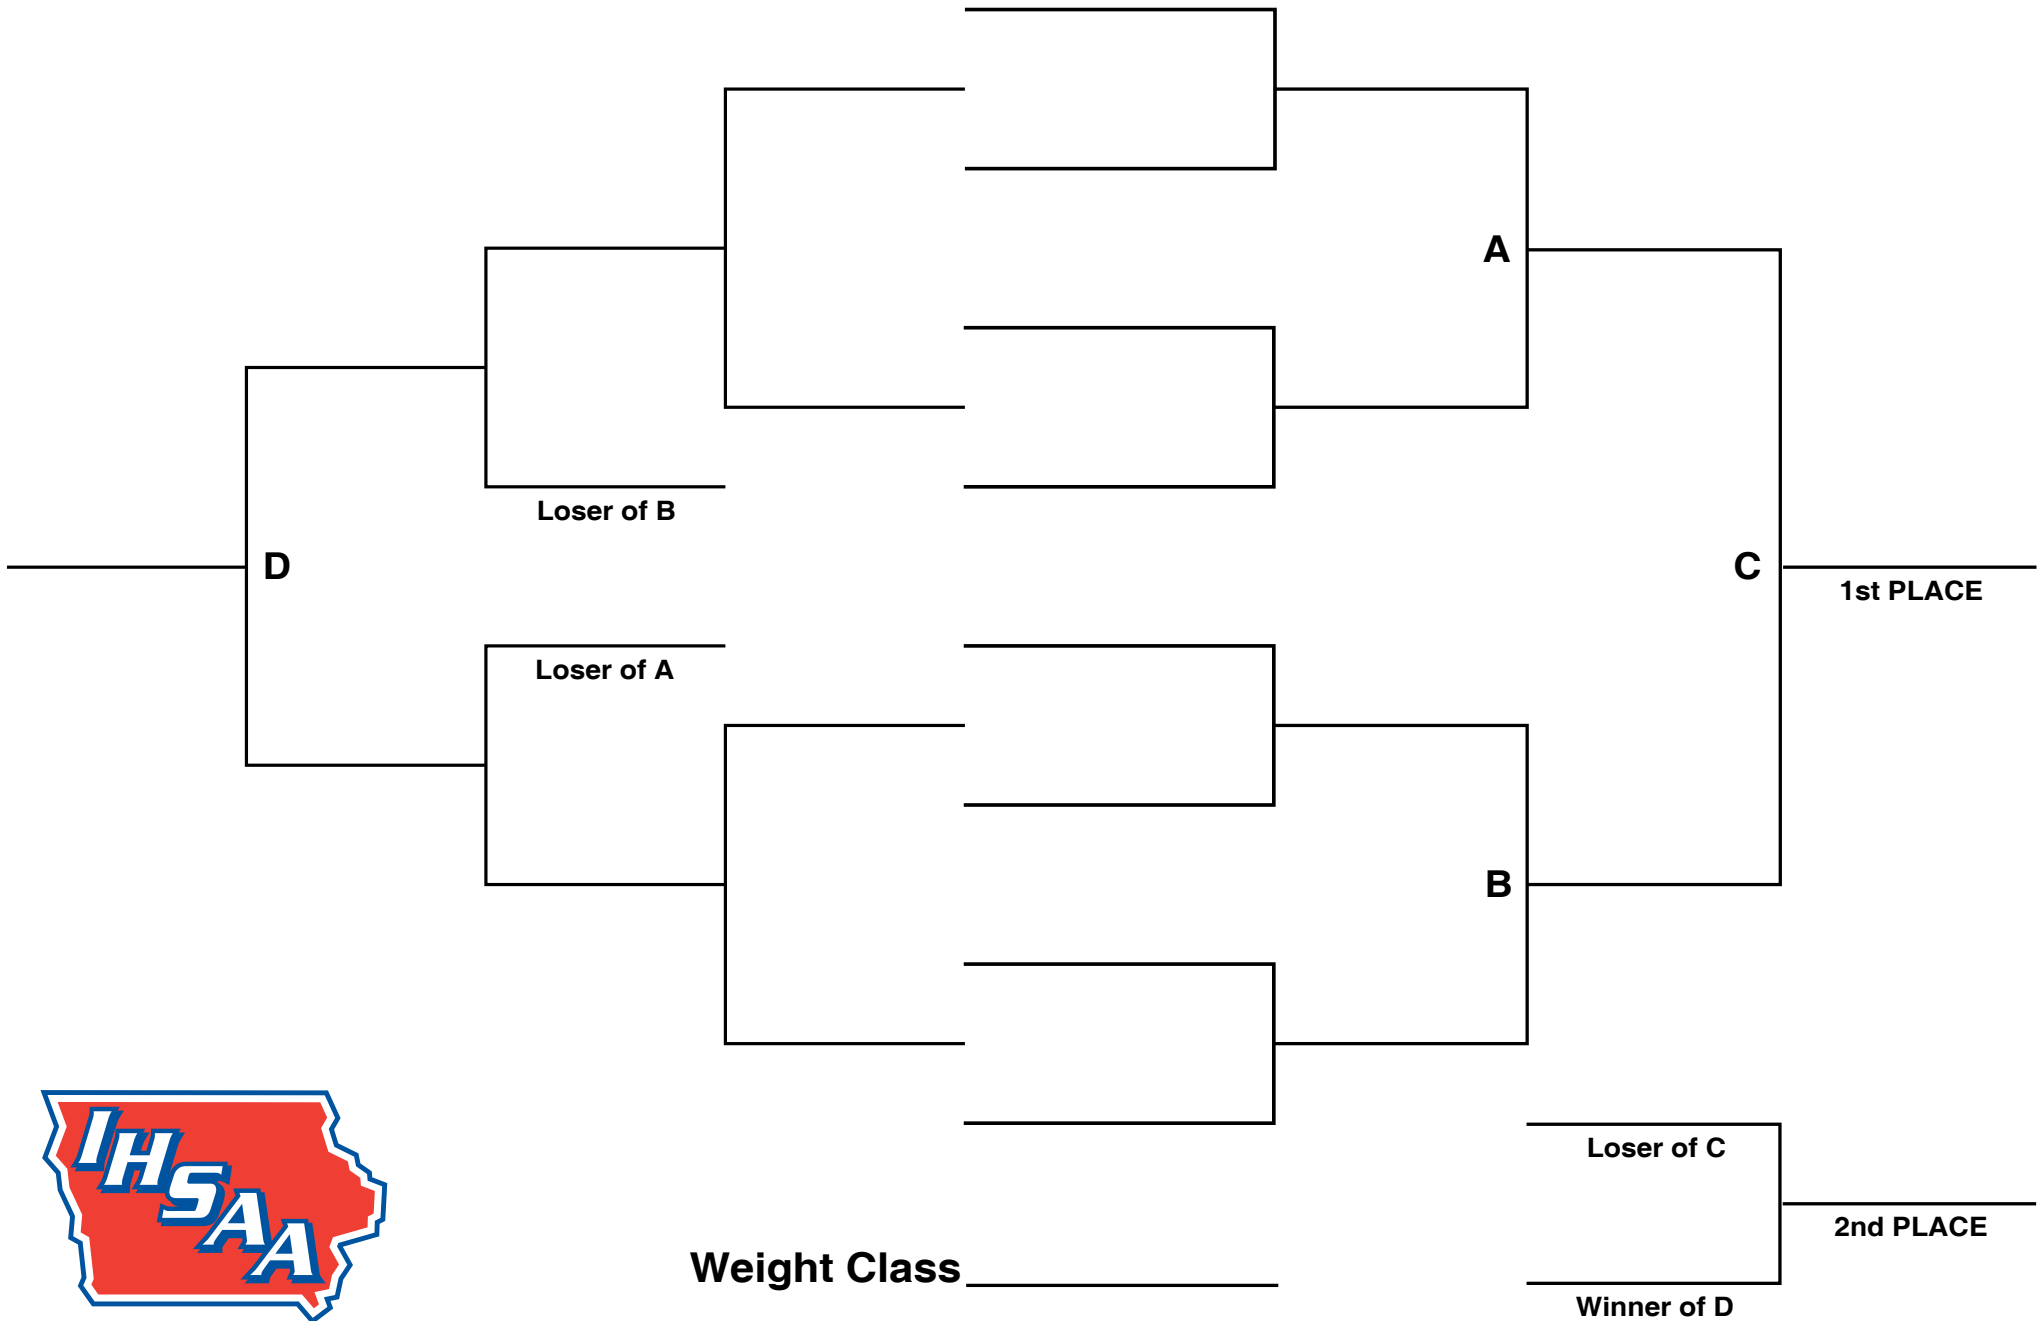 A
Loser of B
D
C
1st PLACE
Loser of A
B
IHSAA
Loser of C
2nd PLACE
Weight Class
Winner of D